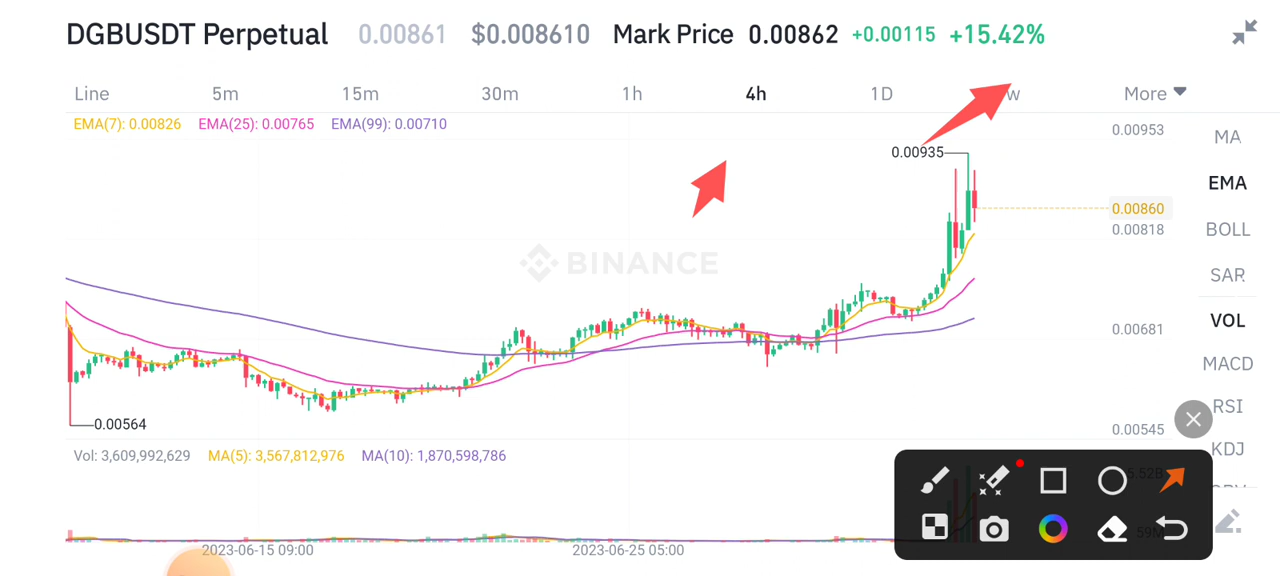 DGBUSDT Perpetual 0.00861 $0.008610 Mark Price 0.00862 +0.00115 +15.42%
Line 5m 15m 30m 1h 4h 1D w More
EMA(7): 0.00826 EMA(25): 0.00765 EMA(99): 0.00710
0.00953
MA
0.00935
EMA
0.00860
0.00818
BOLL
BINANCE
SAR
VOL
0.00681
MACD
RSI
0.00564
0.00545
KDJ
Vol: 3,609,992,629 MA(5): 3,567,812,976 MA(10): 1,870,598,786
2023-06-15 09:00 2023-06-25 05:00